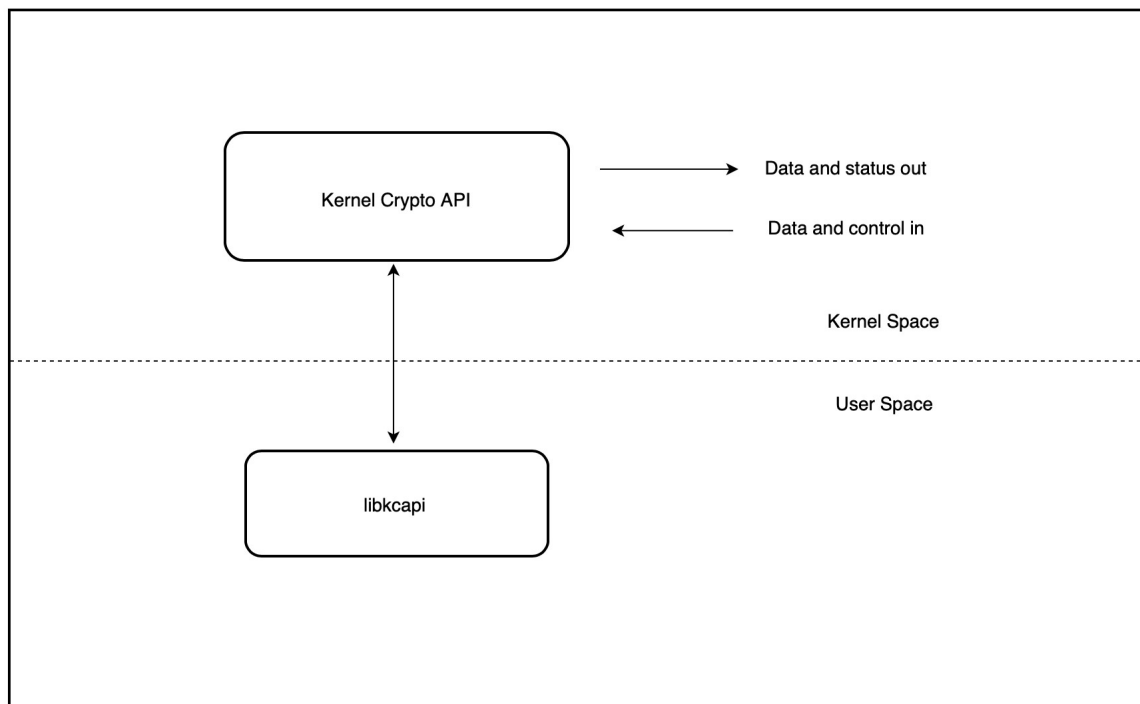 Kernel Crypto API
Data and status out
Data and control in
Kernel Space
User Space
libkcapi